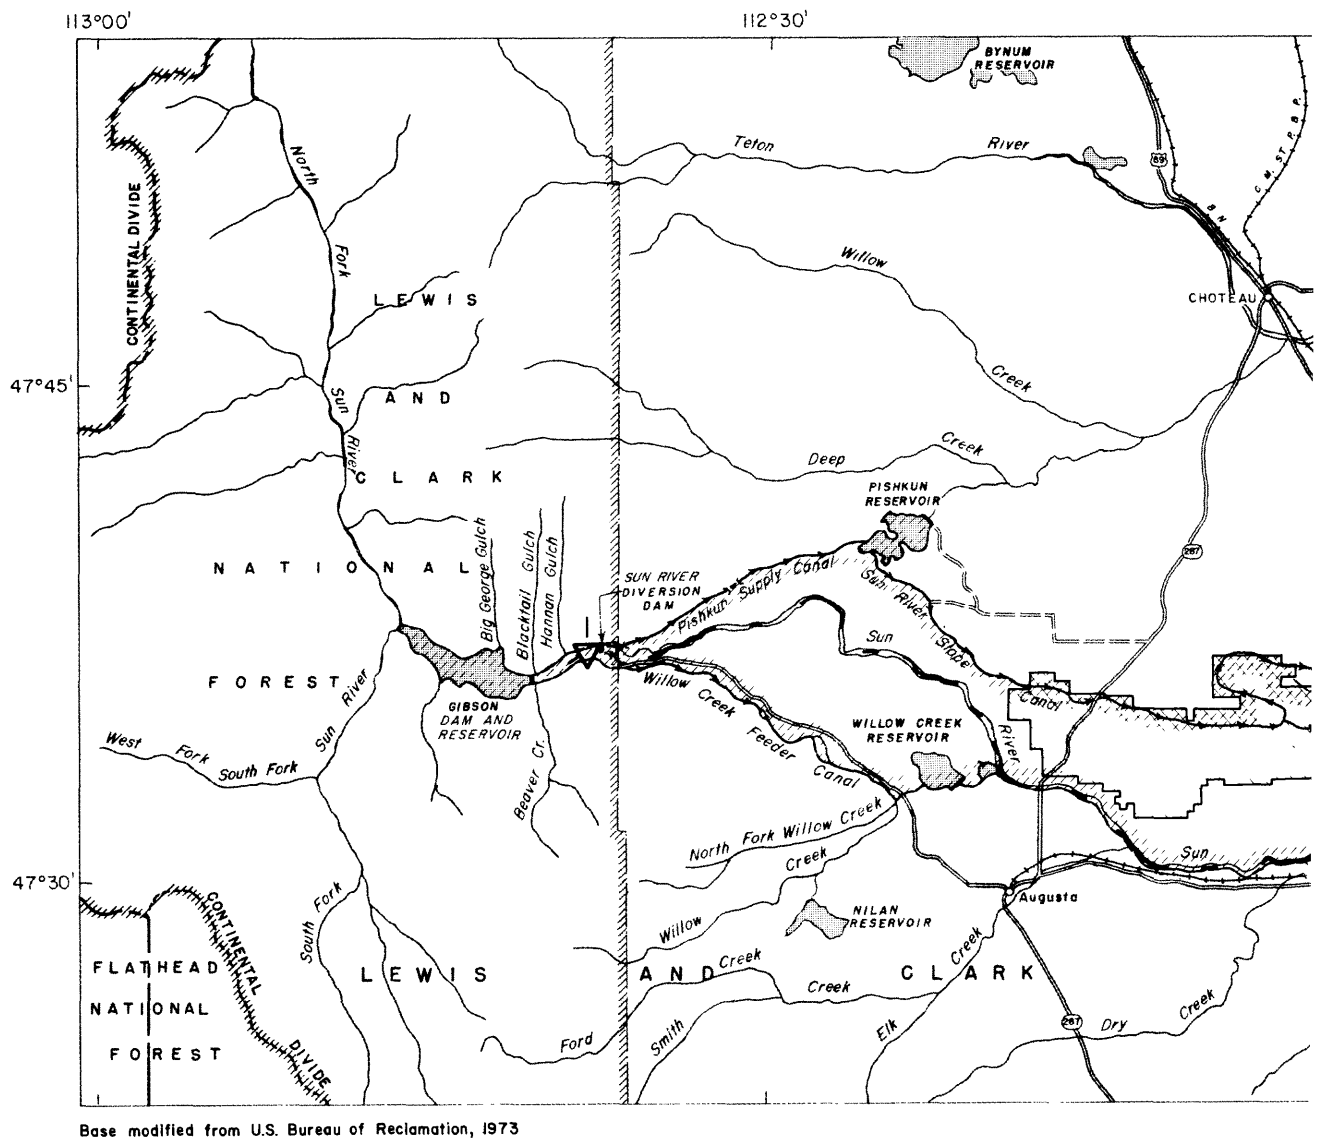 113°00'
112°30'
BYNUM
RESERVOIR
Teton River
89
C. M. ST. P. & P.
B N
North
Fork
Sun
River
CONTINENTAL DIVIDE
Willow
Creek
LEWIS
CHOTEAU
47°45'
AND
Deep Creek
CLARK
PISHKUN
RESERVOIR
NATIONAL
Big George Gulch
Blacktail Gulch
Hannan Gulch
SUN RIVER
DIVERSION
DAM
1
Pishkun Supply Canal
Sun River Slope Canal
287
Sun
River
FOREST
Sun River
GIBSON
DAM AND
RESERVOIR
Willow Creek Feeder Canal
WILLOW CREEK
RESERVOIR
West Fork
South Fork
Beaver Cr.
North Fork Willow Creek
Sun
47°30'
Willow Creek
Augusta
NILAN
RESERVOIR
South Fork
CONTINENTAL
DIVIDE
FLATHEAD
NATIONAL
FOREST
LEWIS AND CLARK
Ford Creek
Smith Creek
Elk Creek
287
Dry Creek
Base modified from U.S. Bureau of Reclamation, 1973